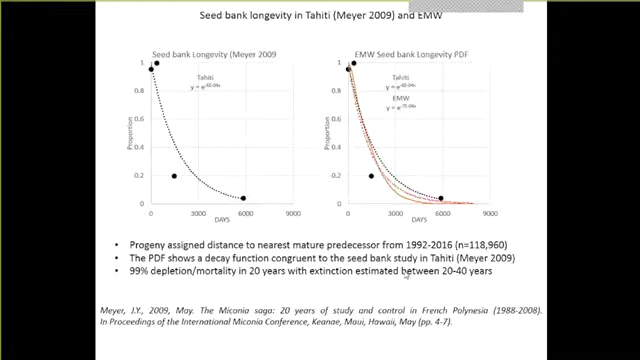 Seed bank longevity in Tahiti (Meyer 2009) and EMW
Seed bank Longevity (Meyer 2009
1
0.8
0.6
0.4
0.2
0
Proportion
0 3000 6000 9000
DAYS
Tahiti
y = e^-6E-04x
EMW Seed bank Longevity PDF
1
0.8
0.6
0.4
0.2
0
Proportion
0 3000 6000 9000
DAYS
Tahiti
y = e^-6E-04x
EMW
y = e^-7E-04x
• Progeny assigned distance to nearest mature predecessor from 1992-2016 (n=118,960)
• The PDF shows a decay function congruent to the seed bank study in Tahiti (Meyer 2009)
• 99% depletion/mortality in 20 years with extinction estimated between 20-40 years
Meyer, J.Y., 2009, May. The Miconia saga: 20 years of study and control in French Polynesia (1988-2008).
In Proceedings of the International Miconia Conference, Keanae, Maui, Hawaii, May (pp. 4-7).